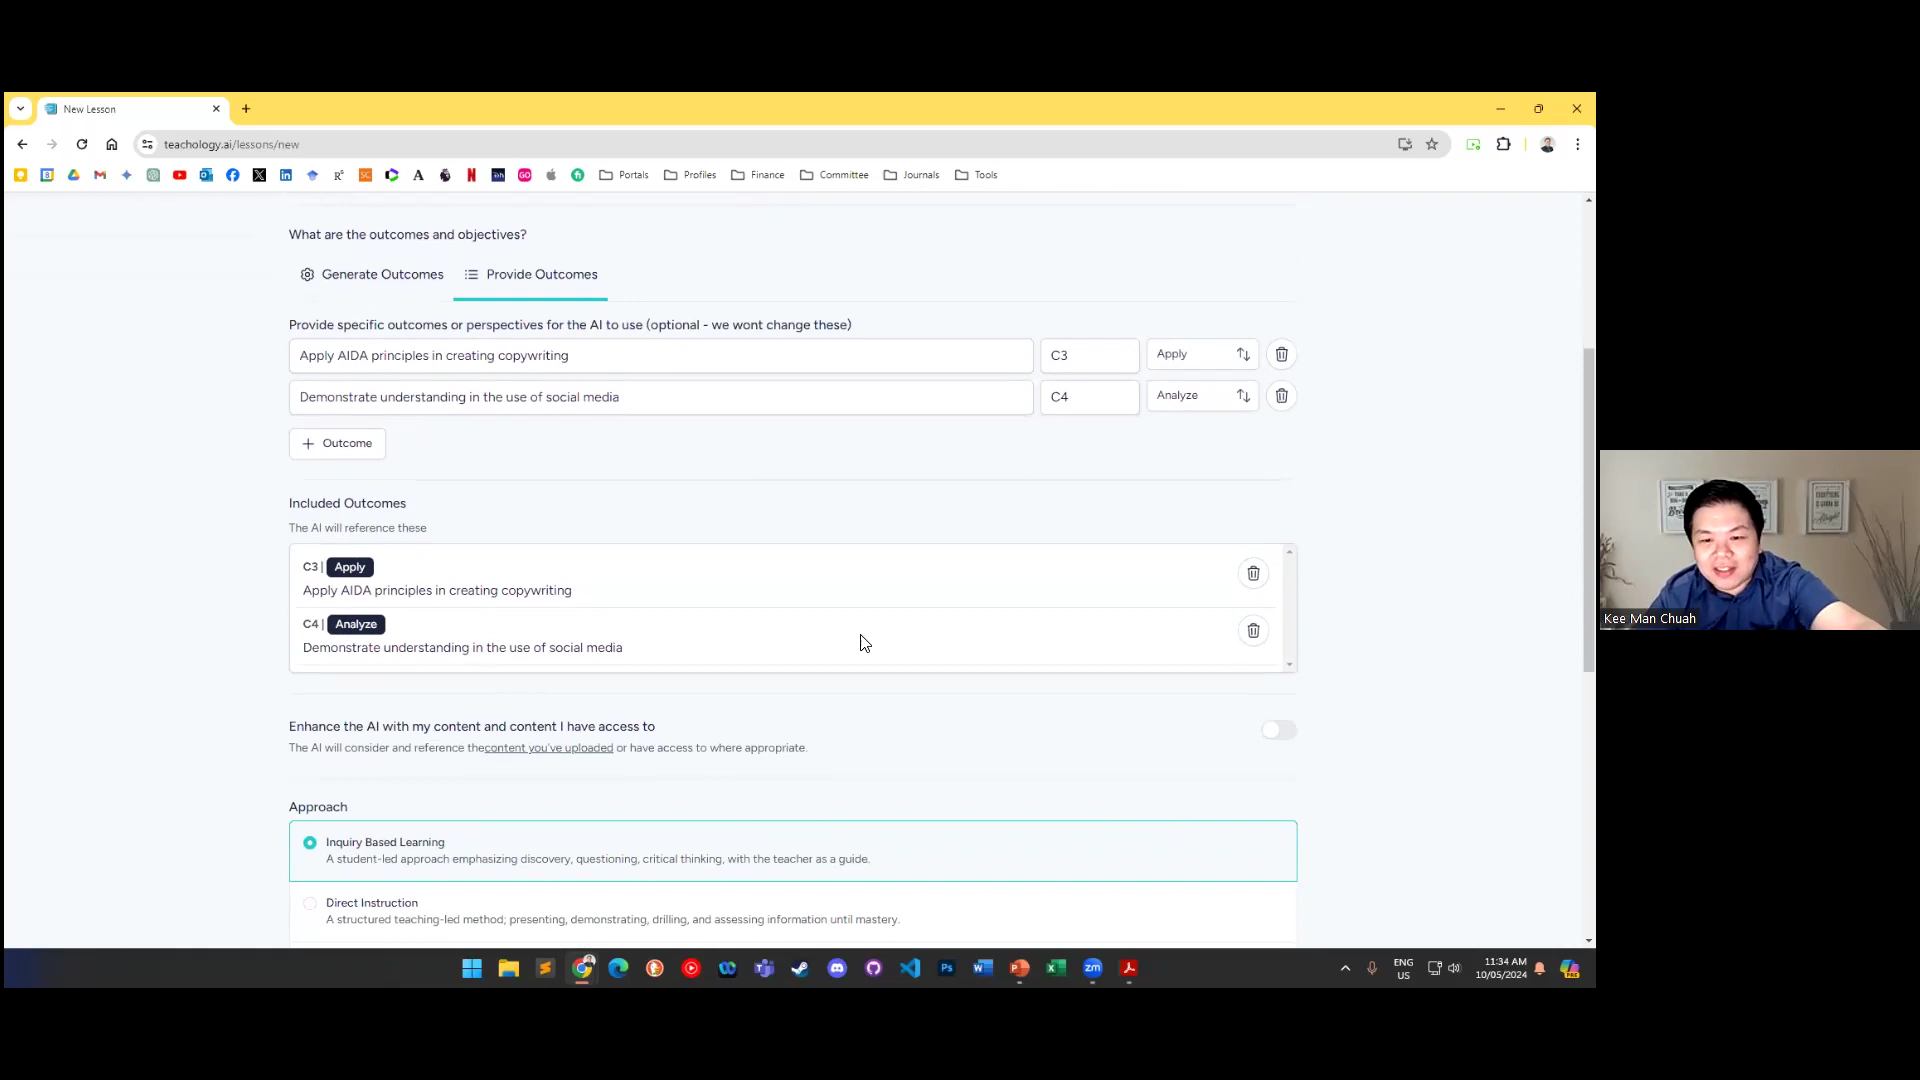 New Lesson
teachology.ai/lessons/new
Portals Profiles Finance Committee Journals Tools
What are the outcomes and objectives?
Generate Outcomes Provide Outcomes
Provide specific outcomes or perspectives for the AI to use (optional - we wont change these)
Apply AIDA principles in creating copywriting C3 Apply
Demonstrate understanding in the use of social media C4 Analyze
Outcome
Included Outcomes
The AI will reference these
C3 | Apply
Apply AIDA principles in creating copywriting
C4 | Analyze
Demonstrate understanding in the use of social media
Enhance the AI with my content and content I have access to
The AI will consider and reference thecontent you've uploaded or have access to where appropriate.
Approach
Inquiry Based Learning
A student-led approach emphasizing discovery, questioning, critical thinking, with the teacher as a guide.
Direct Instruction
A structured teaching-led method; presenting, demonstrating, drilling, and assessing information until mastery.
ENG
US
11:34 AM
10/05/2024
Kee Man Chuah